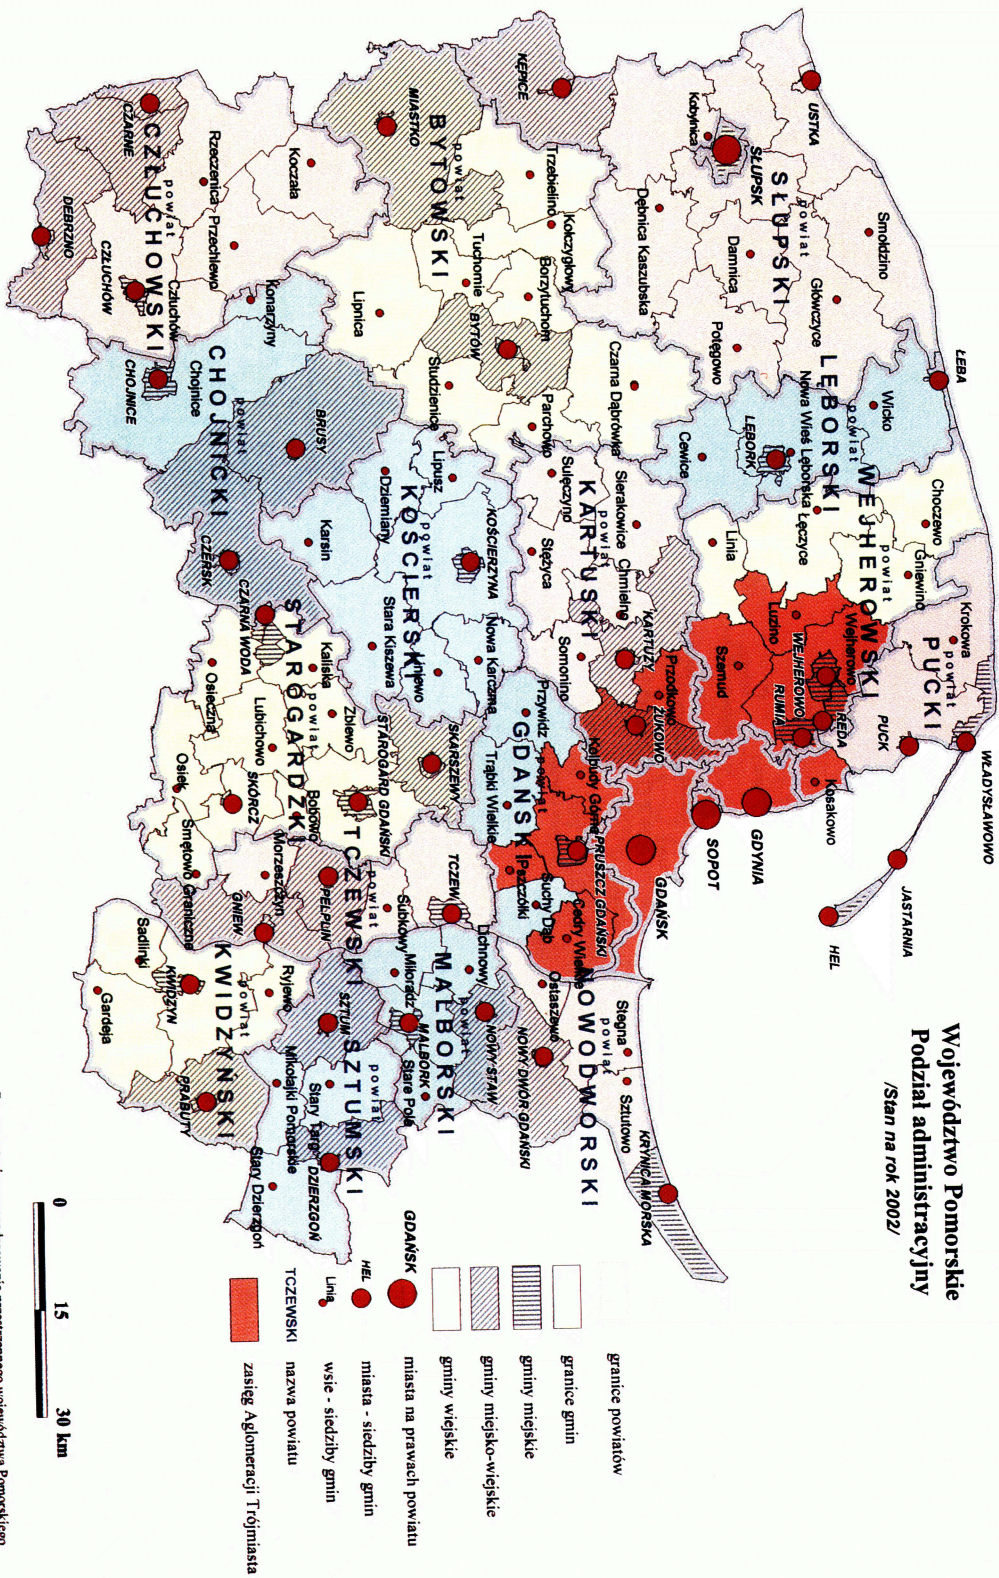 Województwo Pomorskie
Podział administracyjny
/Stan na rok 2002/
WŁADYSŁAWOWO
JASTARNIA
HEL
Krokowa
powiat
PUCKI
PUCK
ŁEBA
Choczewo
Gniewino
powiat
WEJHEROWSKI
Wejherowo
WEJHEROWO
REDA
RUMIA
Kosakowo
Luzino
Szemud
Łęczyce
Linia
GDYNIA
SOPOT
GDAŃSK
Wicko
powiat
LĘBORSKI
Nowa Wieś Lęborska
LĘBORK
Cewice
USTKA
Smołdzino
Główczyce
powiat
SŁUPSKI
SŁUPSK
Kobylnica
Damnica
Potęgowo
Dębnica Kaszubska
KĘPICE
Trzebielino
Kołczygłowy
Borzytuchom
Czarna Dąbrówka
Parchowo
powiat
BYTOWSKI
MIASTKO
Tuchomie
BYTÓW
Studzienice
Lipnica
Sierakowice
Sulęczyno
powiat
KARTUSKI
Chmielno
Stężyca
KARTUZY
Somonino
Przodkowo
ŻUKOWO
Przywidz
Kolbudy Górne
powiat
GDAŃSKI
PRUSZCZ GDAŃSKI
Trąbki Wielkie
Pszczółki
Suchy Dąb
Cedry Wielkie
Stegna
powiat
NOWODWORSKI
Sztutowo
KRYNICA MORSKA
Ostaszewo
NOWY DWÓR GDAŃSKI
Lipusz
Dziemiany
powiat
KOŚCIERSKI
KOŚCIERZYNA
Nowa Karczma
Liniewo
Stara Kiszewa
Karsin
SKARSZEWY
STAROGARD GDAŃSKI
Zblewo
Kaliska
powiat
STAROGARDZKI
CZARNA WODA
Osieczna
Lubichowo
Bobowo
SKÓRCZ
Osiek
Smętowo Graniczne
TCZEW
powiat
TCZEWSKI
Subkowy
PELPLIN
Morzeszczyn
GNIEW
Lichnowy
Miłoradz
powiat
MALBORSKI
MALBORK
NOWY STAW
Stare Pole
SZTUM
powiat
SZTUMSKI
Stary Targ
DZIERZGOŃ
Mikołajki Pomorskie
Stary Dzierzgoń
Ryjewo
powiat
KWIDZYŃSKI
KWIDZYN
Sadlinki
Gardeja
PRABUTY
Koczała
Rzeczenica
Przechlewo
powiat
CZŁUCHOWSKI
CZARNE
DEBRZNO
Człuchów
CZŁUCHÓW
Konarzyny
powiat
CHOJNICKI
Chojnice
CHOJNICE
BRUSY
CZERSK
granice powiatów
granice gmin
gminy miejskie
gminy miejsko-wiejskie
gminy wiejskie
GDAŃSK miasta na prawach powiatu
HEL miasta - siedziby gmin
Linia wsie - siedziby gmin
TCZEWSKI nazwa powiatu
zasięg Aglomeracji Trójmiasta
0 15 30 km